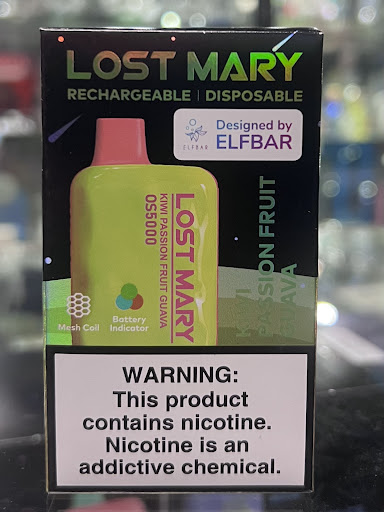 LOST MARY
RECHARGEABLE | DISPOSABLE
ELFBAR
Designed by
ELFBAR
LOST MARY
KIWI PASSION FRUIT GUAVA
OS5000
KIWI
PASSION FRUIT
GUAVA
Mesh Coil
Battery
Indicator
WARNING:
This product
contains nicotine.
Nicotine is an
addictive chemical.